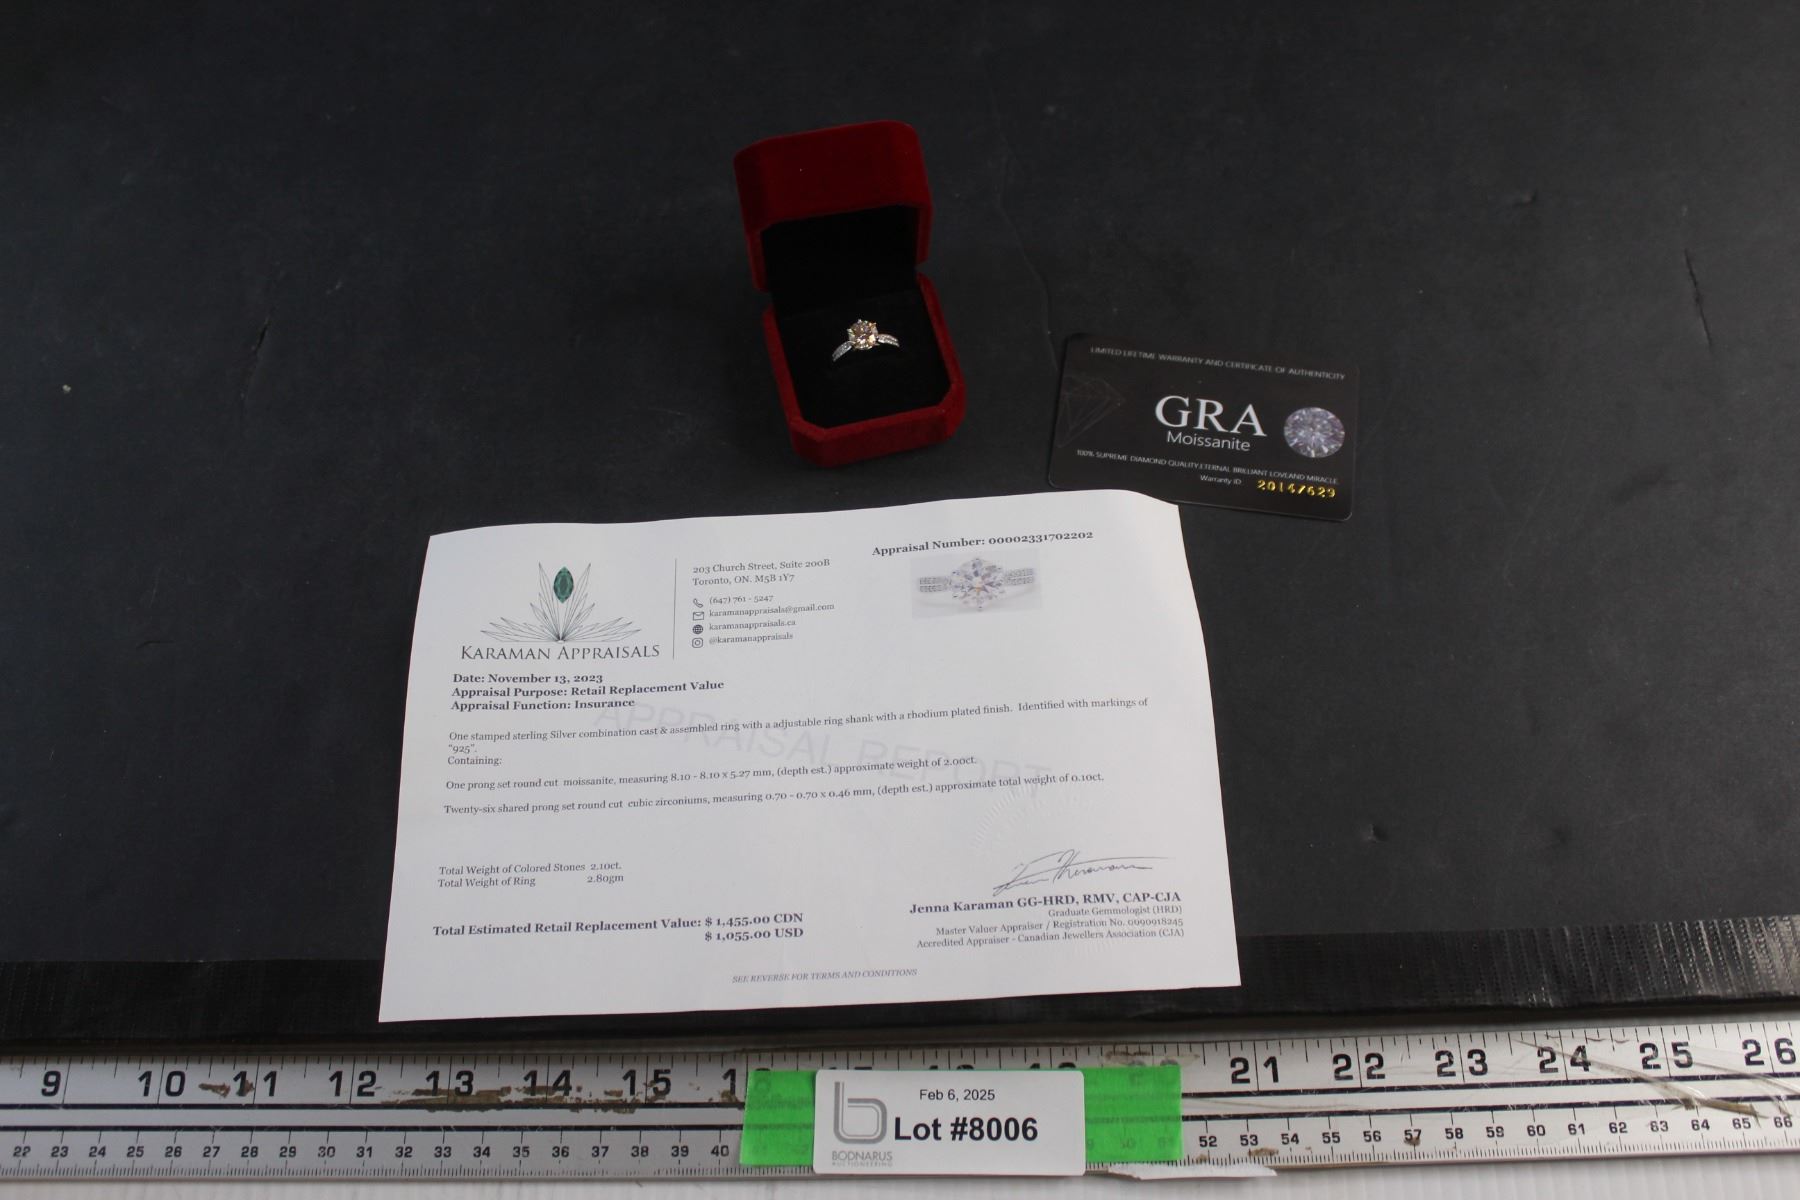 LIMITED LIFETIME WARRANTY AND CERTIFICATE OF AUTHENTICITY
GRA
Moissanite
100% SUPREME DIAMOND QUALITY,ETERNAL BRILLIANT LOVEAND MIRACLE.
Warranty ID 20147629
Appraisal Number: 00002331702202
203 Church Street, Suite 200B
Toronto, ON. M5B 1Y7
(647) 761 - 5247
karamanappraisals@gmail.com
karamanappraisals.ca
@karamanappraisals
KARAMAN APPRAISALS
Date: November 13, 2023
Appraisal Purpose: Retail Replacement Value
Appraisal Function: Insurance
APPRAISAL REPORT
One stamped sterling Silver combination cast & assembled ring with a adjustable ring shank with a rhodium plated finish. Identified with markings of
"925".
Containing:
One prong set round cut moissanite, measuring 8.10 - 8.10 x 5.27 mm, (depth est.) approximate weight of 2.00ct.
Twenty-six shared prong set round cut cubic zirconiums, measuring 0.70 - 0.70 x 0.46 mm, (depth est.) approximate total weight of 0.10ct.
Total Weight of Colored Stones 2.10ct.
Total Weight of Ring 2.80gm
Total Estimated Retail Replacement Value: $ 1,455.00 CDN
$ 1,055.00 USD
Jenna Karaman GG-HRD, RMV, CAP-CJA
Graduate Gemmologist (HRD)
Master Valuer Appraiser / Registration No. 0090918245
Accredited Appraiser - Canadian Jewellers Association (CJA)
SEE REVERSE FOR TERMS AND CONDITIONS
9 10 11 12 13 14 15 21 22 23 24 25 26
Feb 6, 2025
Lot #8006
BODNARUS
AUCTIONEERING
22 23 24 25 26 27 28 29 30 31 32 33 34 35 36 37 38 39 40 52 53 54 55 56 57 58 59 60 61 62 63 64 65 66